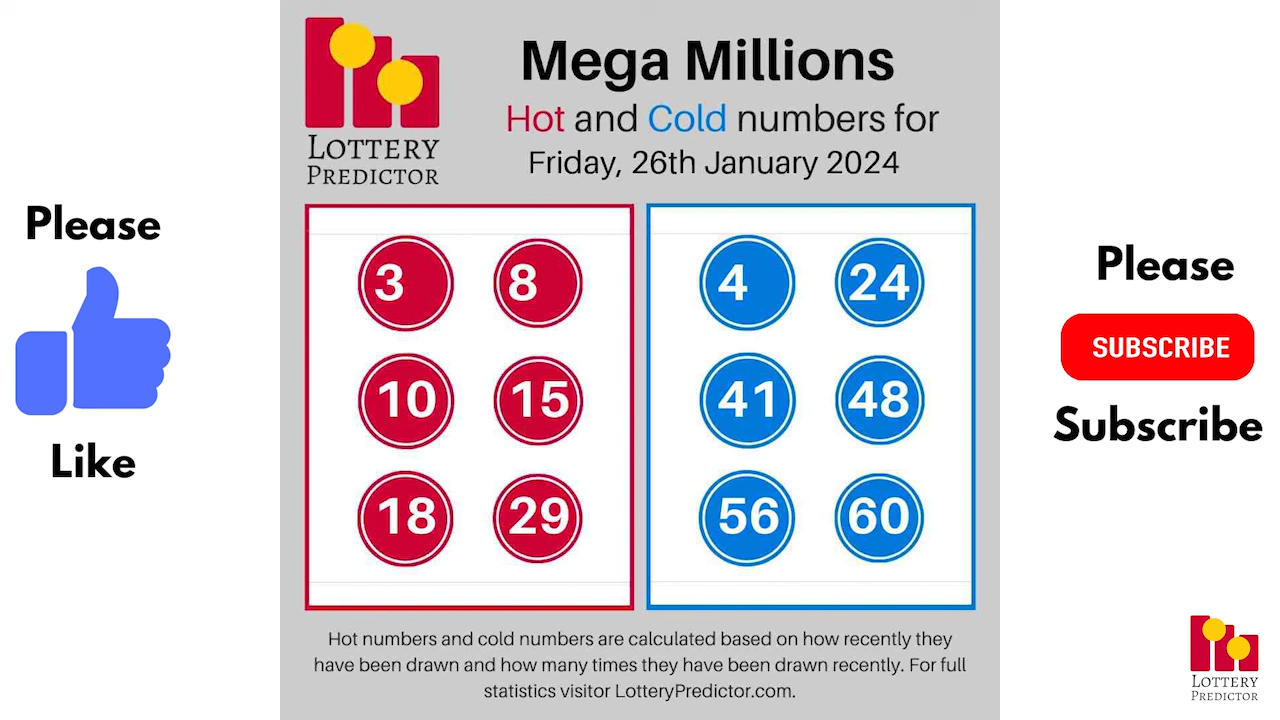 LOTTERY
PREDICTOR
Mega Millions
Hot and Cold numbers for
Friday, 26th January 2024
Please
Like
3 8
10 15
18 29
4 24
41 48
56 60
Please
SUBSCRIBE
Subscribe
Hot numbers and cold numbers are calculated based on how recently they
have been drawn and how many times they have been drawn recently. For full
statistics visitor LotteryPredictor.com.
LOTTERY
PREDICTOR